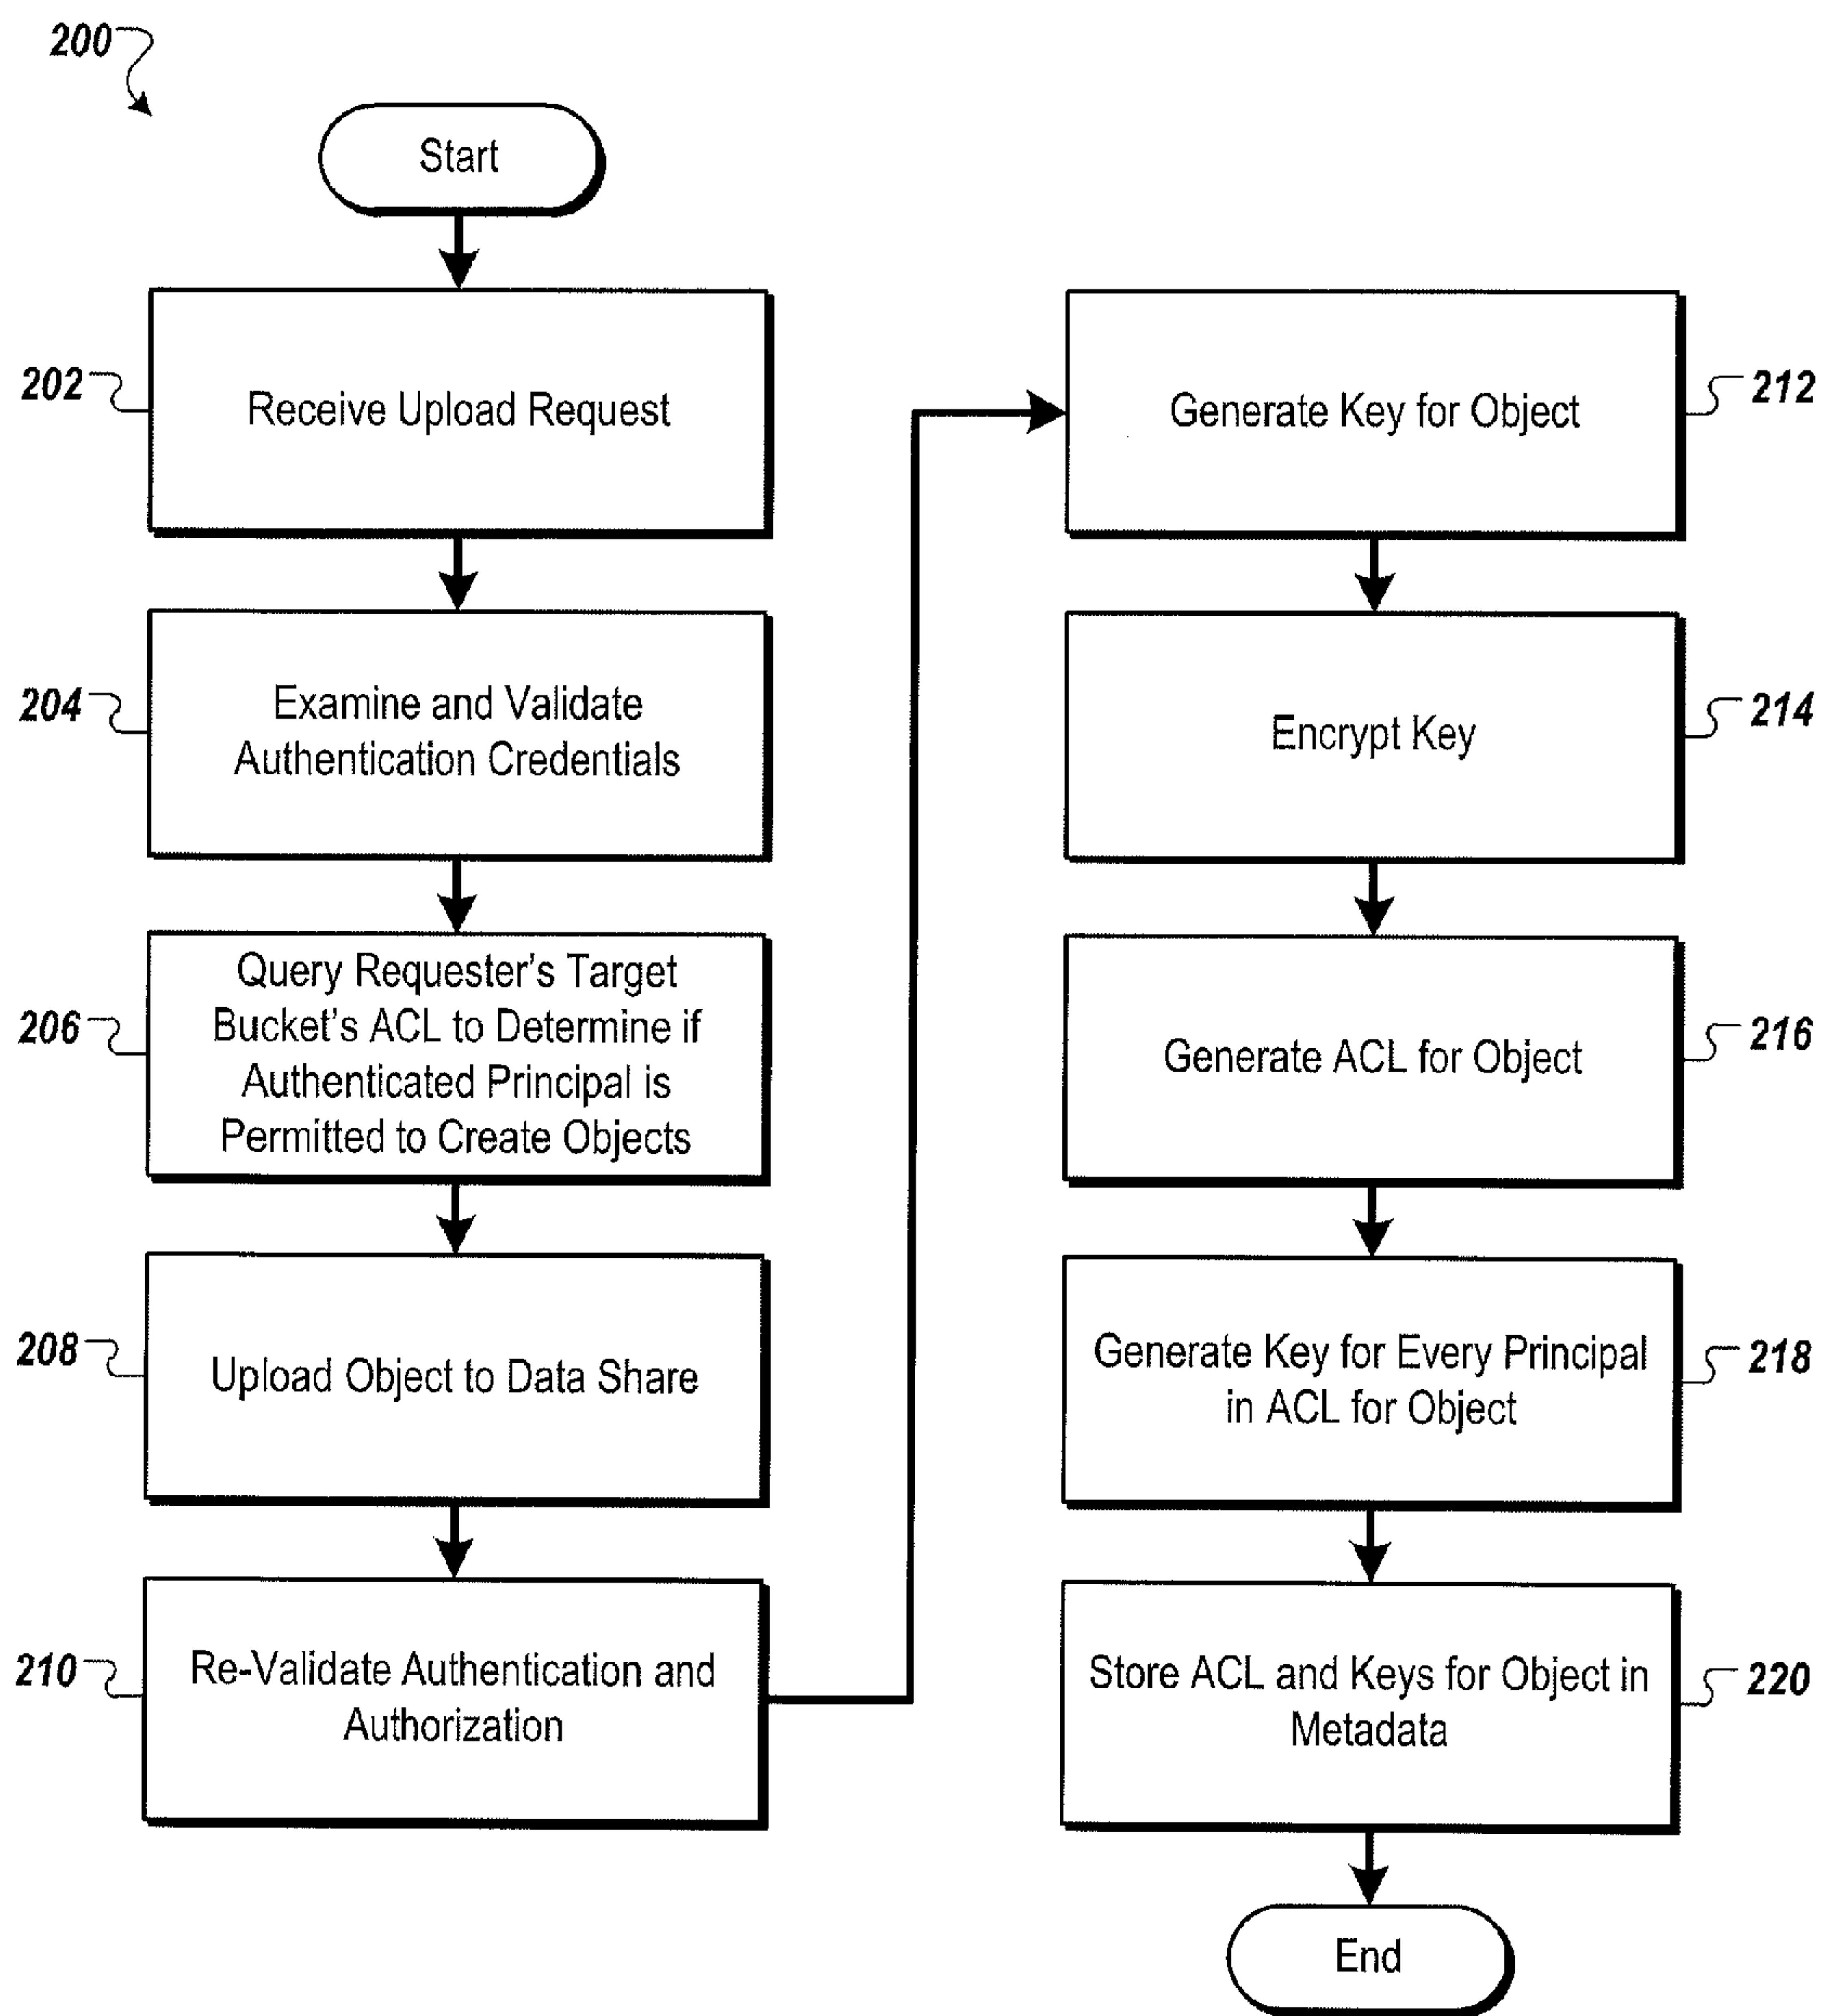 200
Start
202
Receive Upload Request
204
Examine and Validate
Authentication Credentials
206
Query Requester's Target
Bucket's ACL to Determine if
Authenticated Principal is
Permitted to Create Objects
208
Upload Object to Data Share
210
Re-Validate Authentication and
Authorization
Generate Key for Object
212
Encrypt Key
214
Generate ACL for Object
216
Generate Key for Every Principal
in ACL for Object
218
Store ACL and Keys for Object in
Metadata
220
End